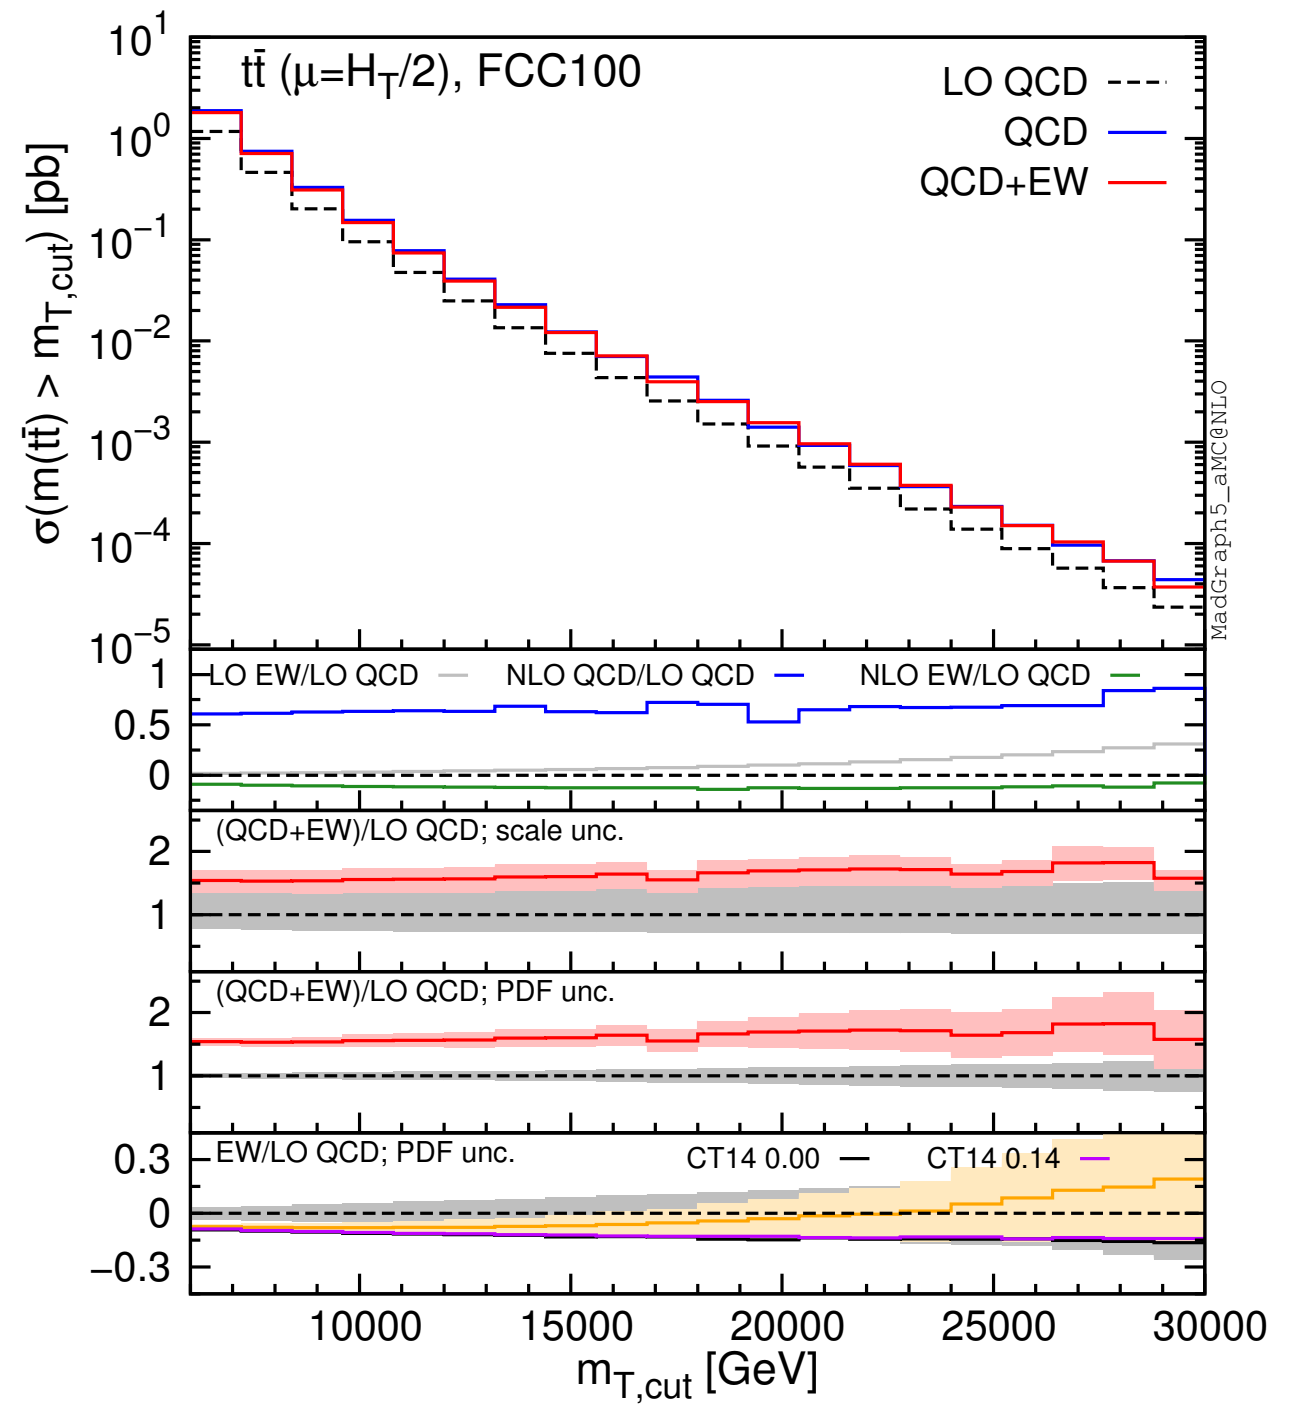 tt̄ (μ=H_T/2), FCC100
LO QCD
QCD
QCD+EW
σ(m(tt̄) > m_T,cut) [pb]
10^1
10^0
10^−1
10^−2
10^−3
10^−4
10^−5
MadGraph5_aMC@NLO
LO EW/LO QCD NLO QCD/LO QCD NLO EW/LO QCD
1
0.5
0
(QCD+EW)/LO QCD; scale unc.
2
1
(QCD+EW)/LO QCD; PDF unc.
2
1
EW/LO QCD; PDF unc. CT14 0.00 CT14 0.14
0.3
0
−0.3
10000 15000 20000 25000 30000
m_T,cut [GeV]